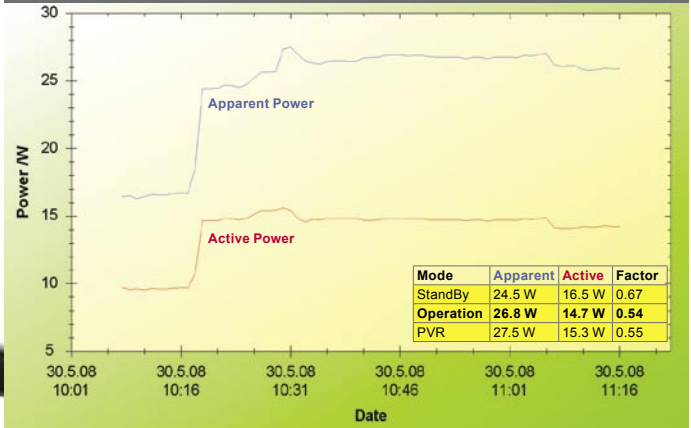 30
25
20
15
10
5
Power /W
Apparent Power
Active Power
Mode Apparent Active Factor
StandBy 24.5 W 16.5 W 0.67
Operation 26.8 W 14.7 W 0.54
PVR 27.5 W 15.3 W 0.55
30.5.08 30.5.08 30.5.08 30.5.08 30.5.08 30.5.08
10:01 10:16 10:31 10:46 11:01 11:16
Date